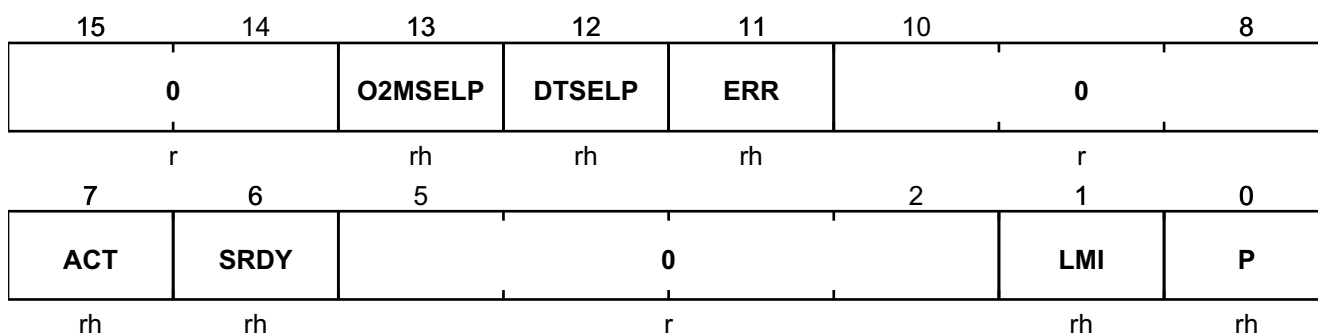 15 14 13 12 11 10 8
0 O2MSELP DTSELP ERR 0
r rh rh rh r
7 6 5 2 1 0
ACT SRDY 0 LMI P
rh rh r rh rh